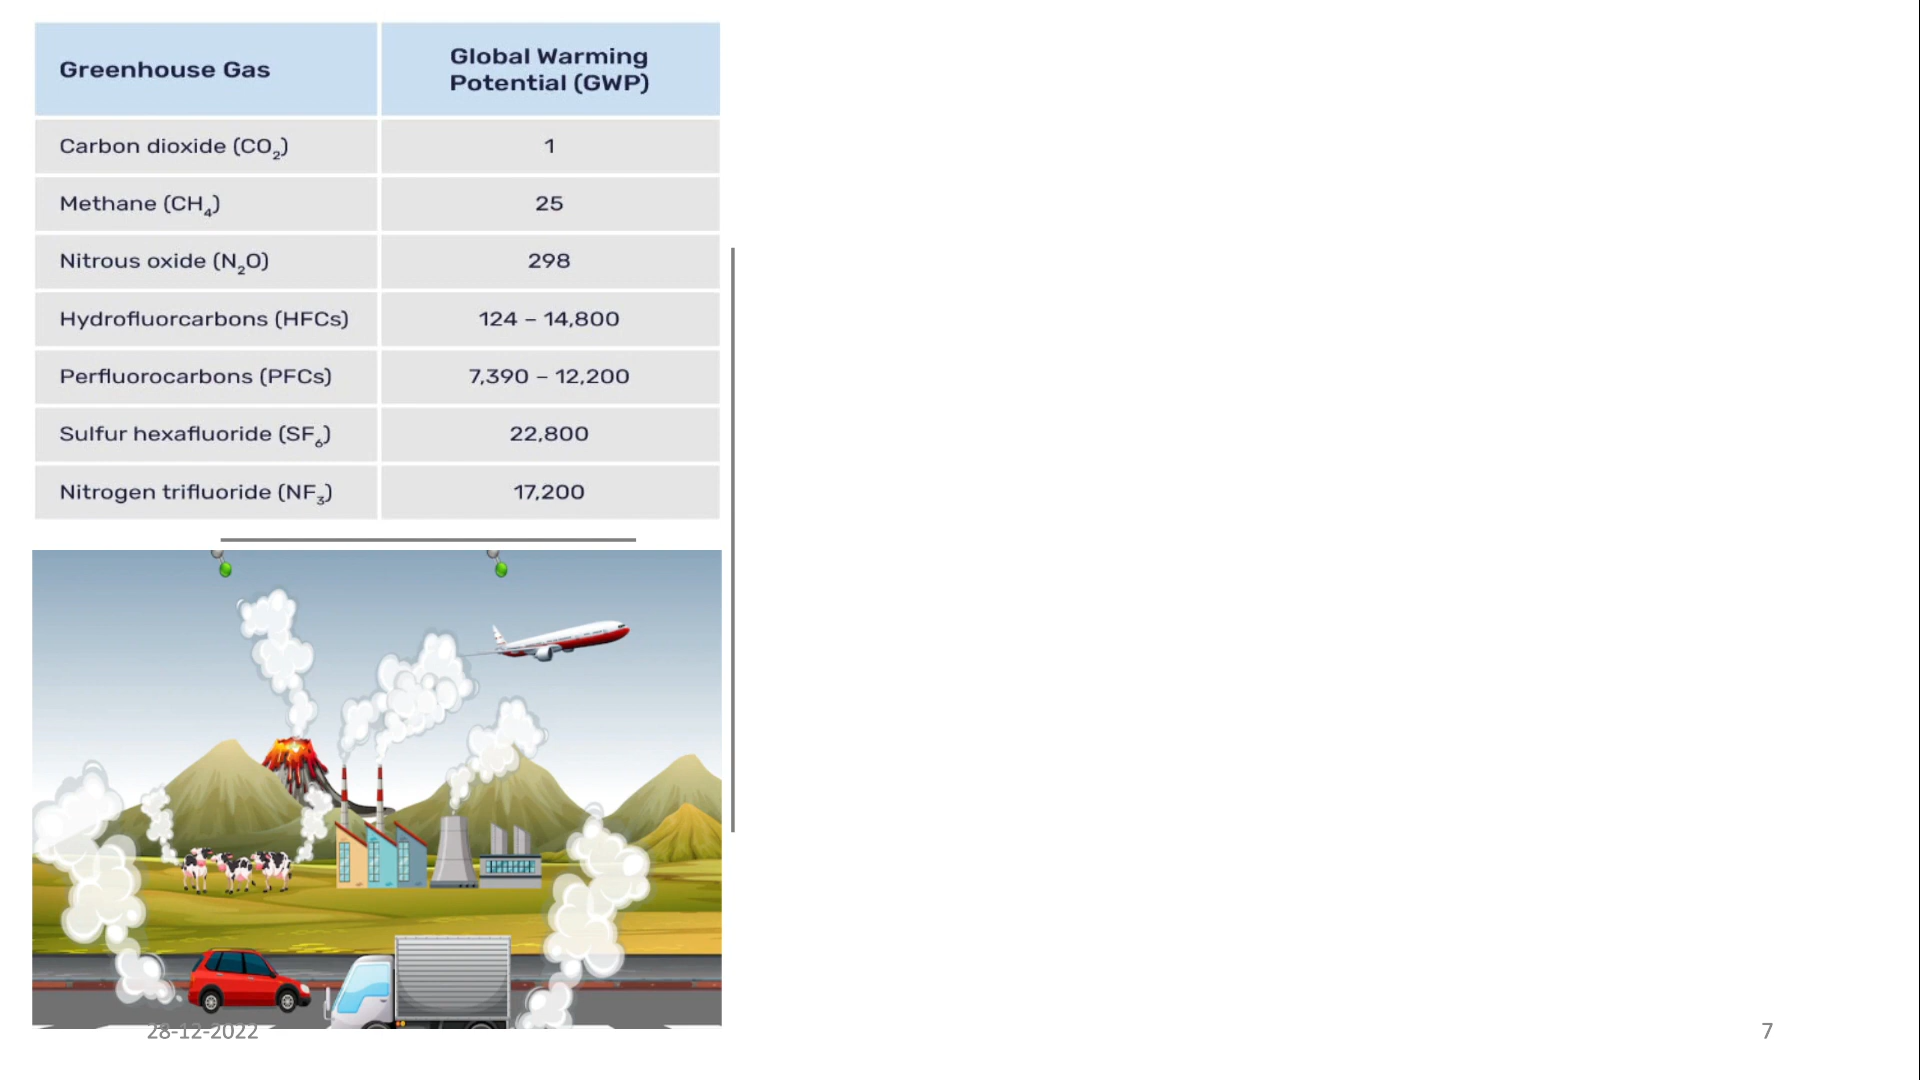 Greenhouse Gas
Global Warming
Potential (GWP)
Carbon dioxide (CO₂)
1
Methane (CH₄)
25
Nitrous oxide (N₂O)
298
Hydrofluorcarbons (HFCs)
124 – 14,800
Perfluorocarbons (PFCs)
7,390 – 12,200
Sulfur hexafluoride (SF₆)
22,800
Nitrogen trifluoride (NF₃)
17,200
28-12-2022
7